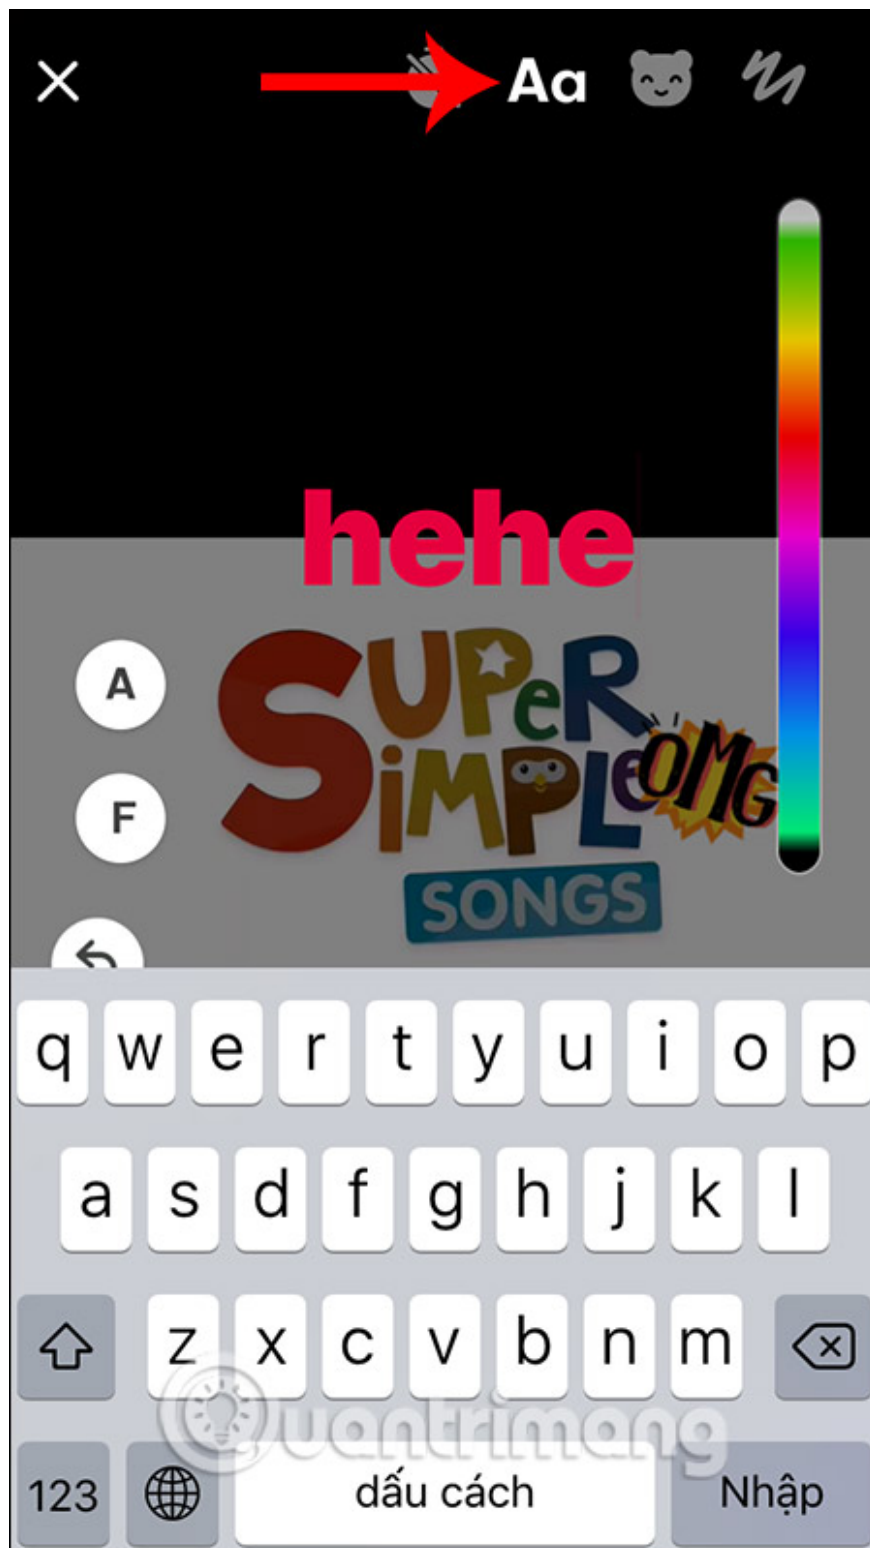 Aa
hehe
A
SUPeR
F
SiMPLe
OMG
SONGS
q w e r t y u i o p
a s d f g h j k l
z x c v b n m
Quantrimang
123 dấu cách Nhập